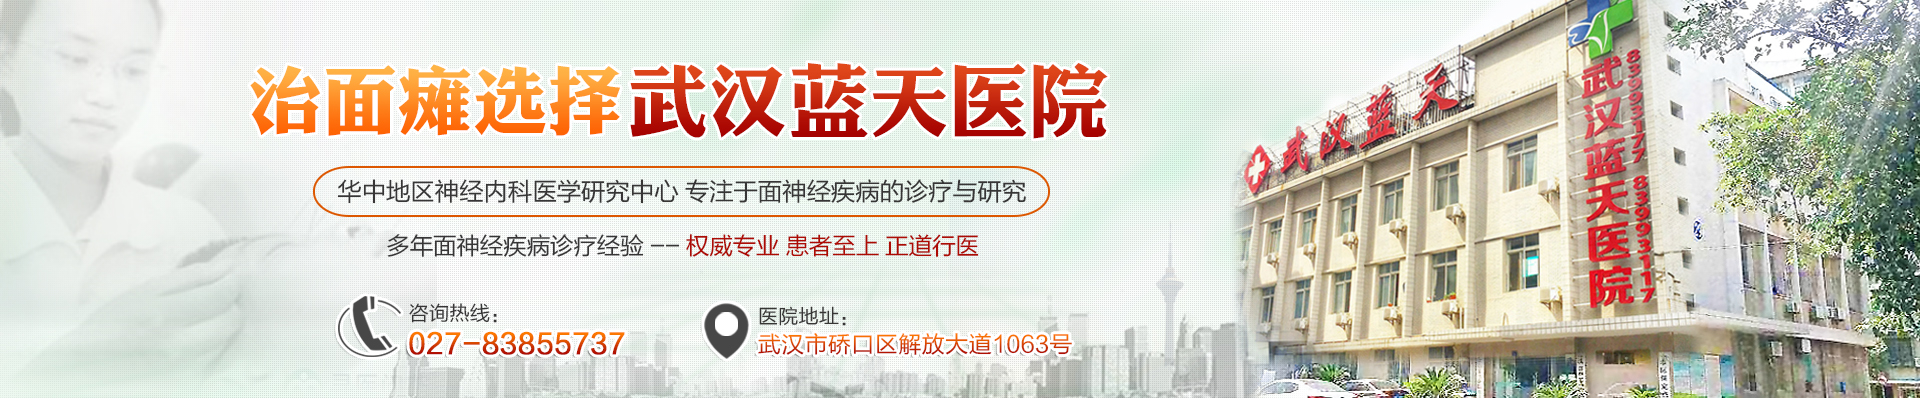 治面瘫选择武汉蓝天医院
华中地区神经内科医学研究中心 专注于面神经疾病的诊疗与研究
多年面神经疾病诊疗经验 -- 权威专业 患者至上 正道行医
咨询热线：
027-83855737
医院地址：
武汉市硚口区解放大道1063号
武汉蓝天
武汉蓝天医院
83993177 83993117